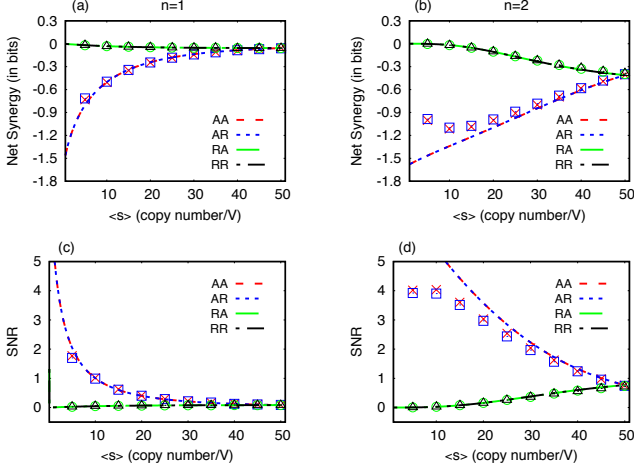 (a) n=1
0.3
0
-0.3
-0.6
-0.9
-1.2
-1.5
-1.8
Net Synergy (in bits)
AA
AR
RA
RR
10 20 30 40 50
<s> (copy number/V)
(b) n=2
0.3
0
-0.3
-0.6
-0.9
-1.2
-1.5
-1.8
Net Synergy (in bits)
AA
AR
RA
RR
10 20 30 40 50
<s> (copy number/V)
(c)
5
4
3
2
1
0
SNR
AA
AR
RA
RR
10 20 30 40 50
<s> (copy number/V)
(d)
5
4
3
2
1
0
SNR
AA
AR
RA
RR
10 20 30 40 50
<s> (copy number/V)